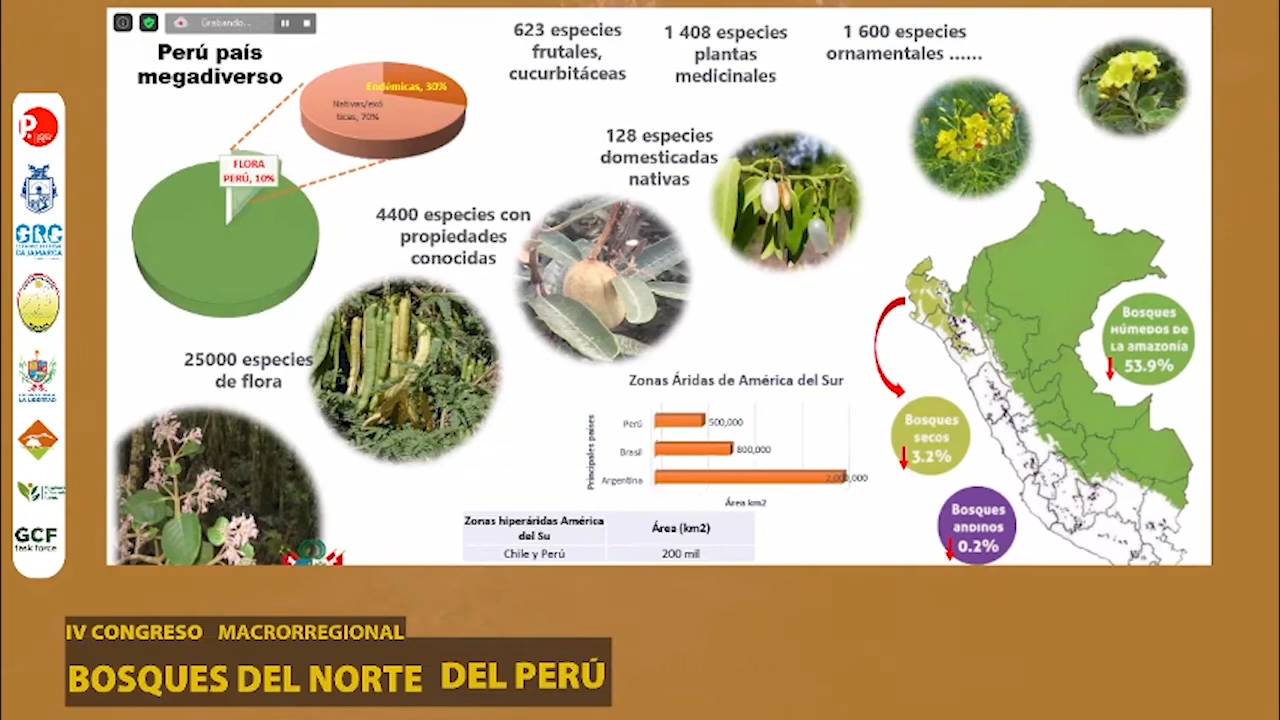 Grabando...
Perú país
megadiverso
Endémicas, 30%
Nativas/exó
ticas, 70%
FLORA
PERÚ, 10%
623 especies
frutales,
cucurbitáceas
1 408 especies
plantas
medicinales
1 600 especies
ornamentales ......
128 especies
domesticadas
nativas
4400 especies con
propiedades
conocidas
25000 especies
de flora
Zonas Áridas de América del Sur
Principales países
Perú
500,000
Brasil
800,000
Argentina
2,000,000
Área km2
Zonas hiperáridas América
del Su
Área (km2)
Chile y Perú
200 mil
Bosques
HÚMEDOS DE
La amazonía
53.9%
Bosques
secos
3.2%
Bosques
andinos
0.2%
GRC
CAJAMARCA
LA LIBERTAD
GCF
task force
IV CONGRESO MACRORREGIONAL
BOSQUES DEL NORTE DEL PERÚ